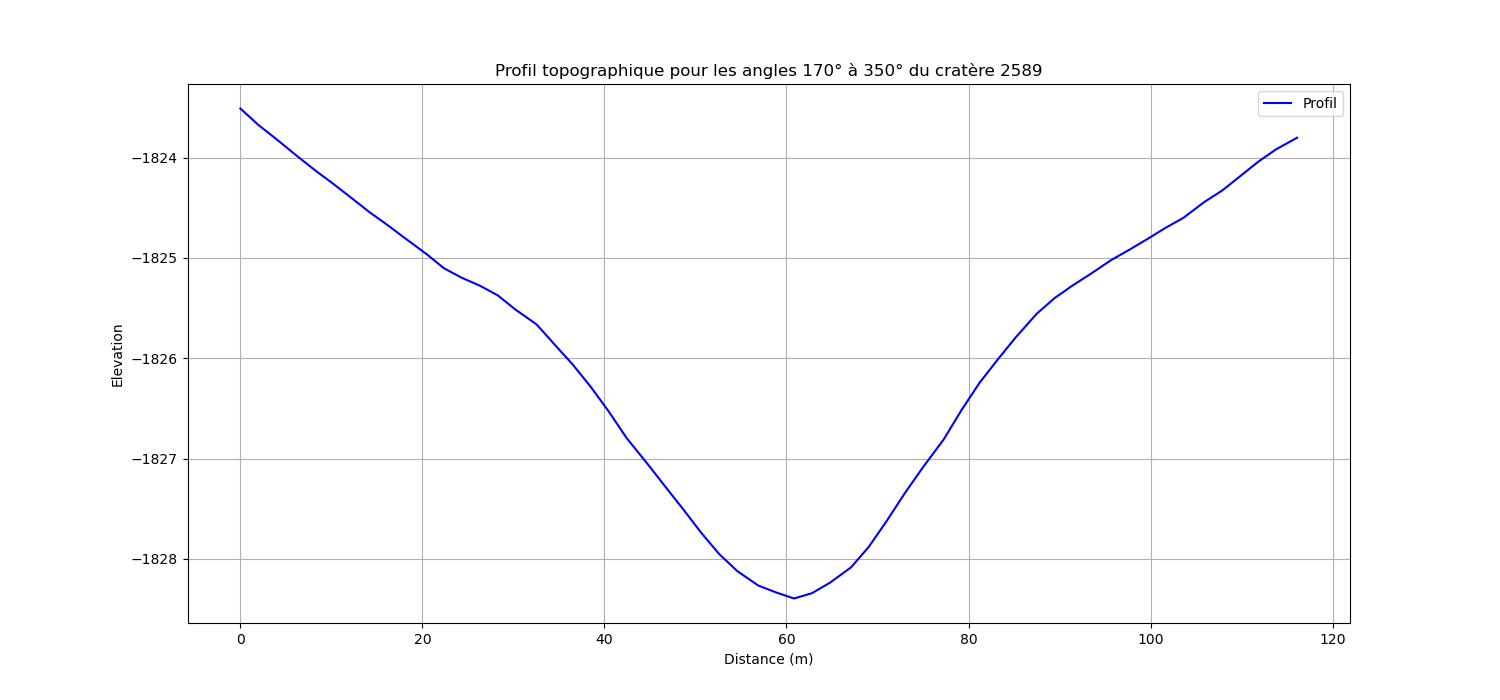 Profil topographique pour les angles 170° à 350° du cratère 2589
Profil
−1824
−1825
−1826
−1827
−1828
Elevation
0 20 40 60 80 100 120
Distance (m)